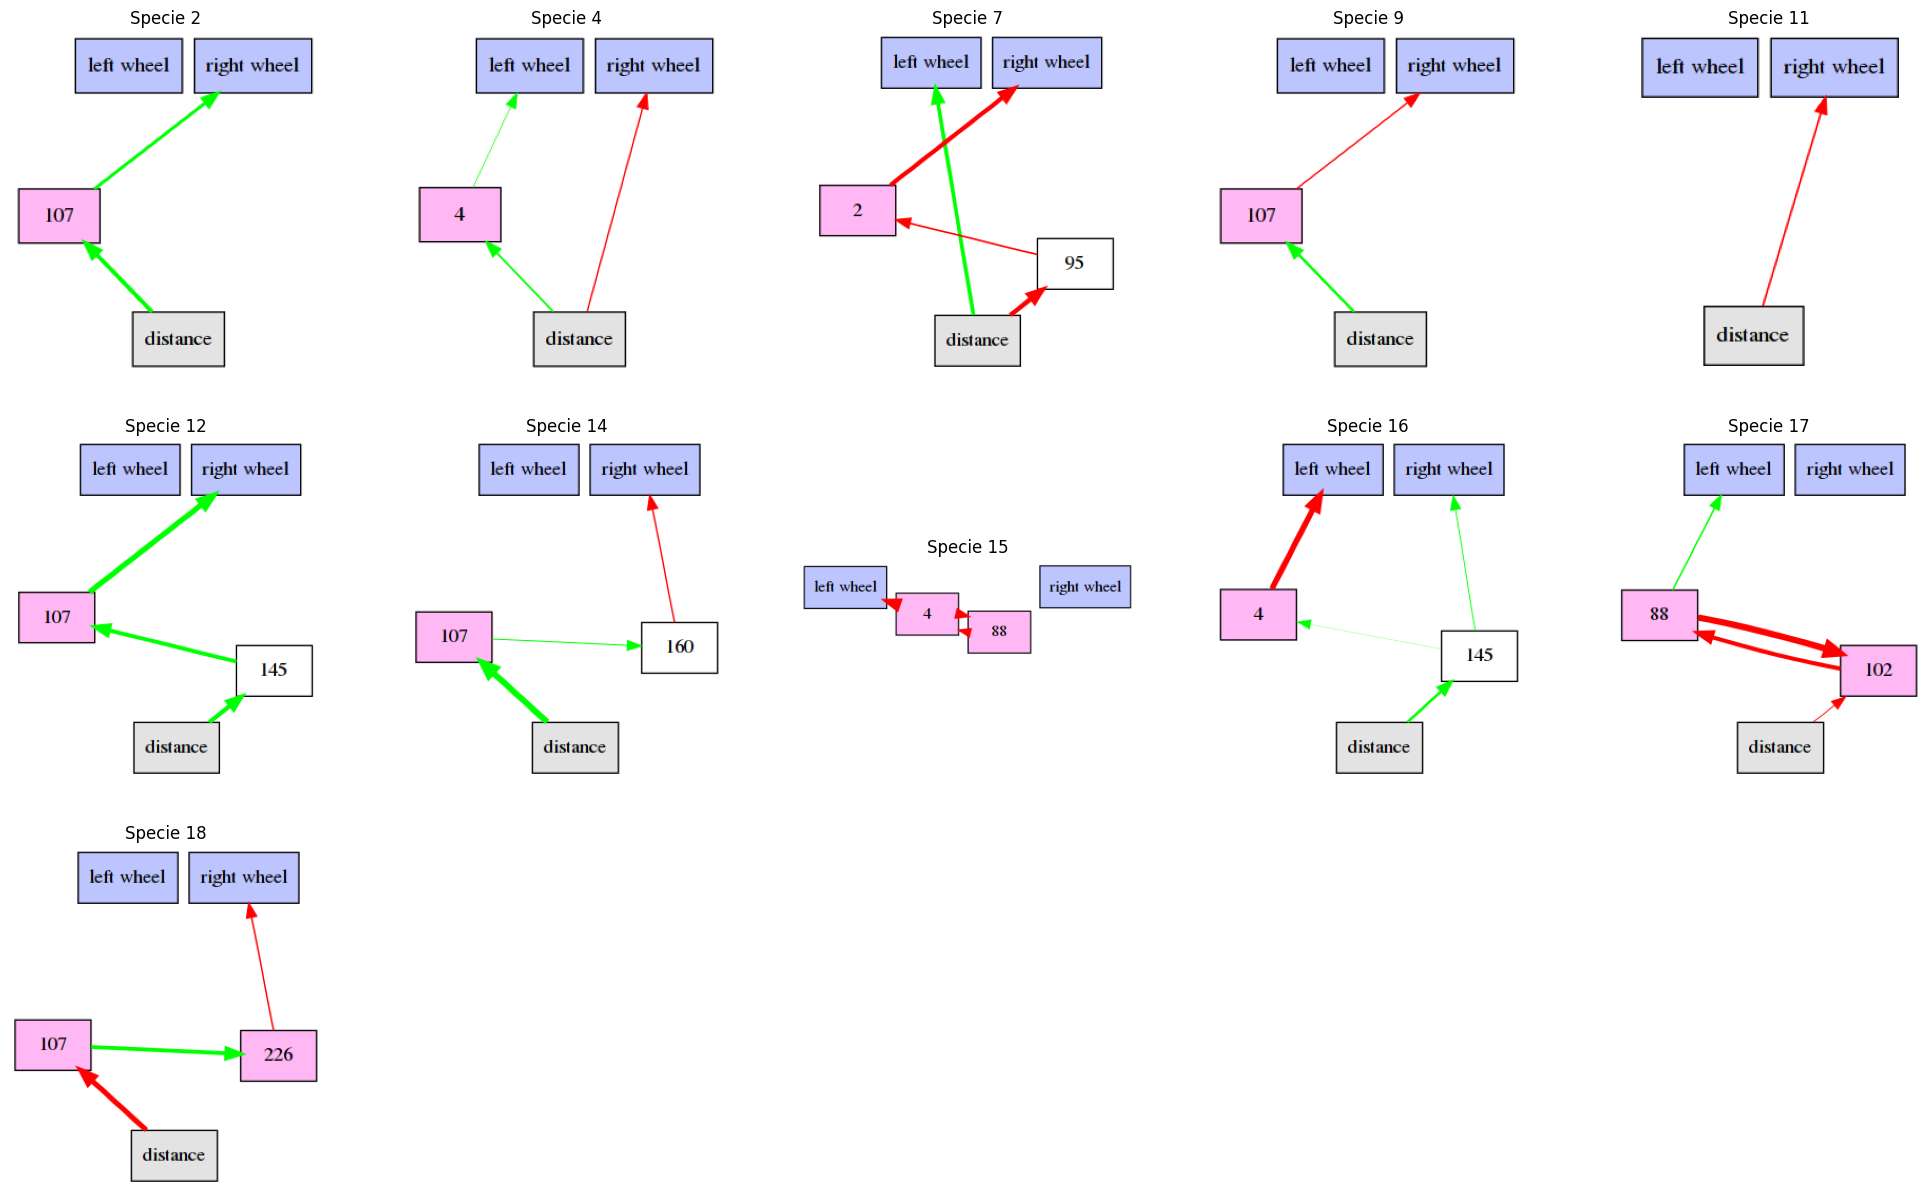 Specie 2
left wheel
right wheel
107
distance
Specie 4
left wheel
right wheel
4
distance
Specie 7
left wheel
right wheel
2
95
distance
Specie 9
left wheel
right wheel
107
distance
Specie 11
left wheel
right wheel
distance
Specie 12
left wheel
right wheel
107
145
distance
Specie 14
left wheel
right wheel
107
160
distance
Specie 15
left wheel
right wheel
4
88
Specie 16
left wheel
right wheel
4
145
distance
Specie 17
left wheel
right wheel
88
102
distance
Specie 18
left wheel
right wheel
107
226
distance